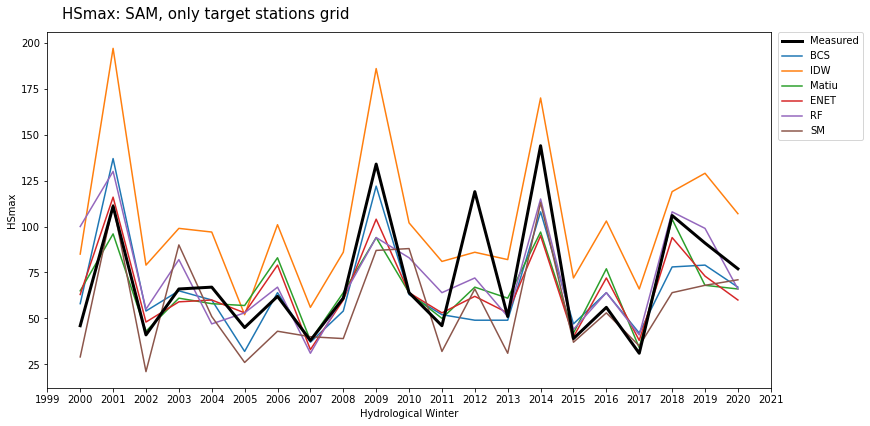 HSmax: SAM, only target stations grid
200
175
150
125
100
75
50
25
HSmax
1999 2000 2001 2002 2003 2004 2005 2006 2007 2008 2009 2010 2011 2012 2013 2014 2015 2016 2017 2018 2019 2020 2021
Hydrological Winter
Measured
BCS
IDW
Matiu
ENET
RF
SM